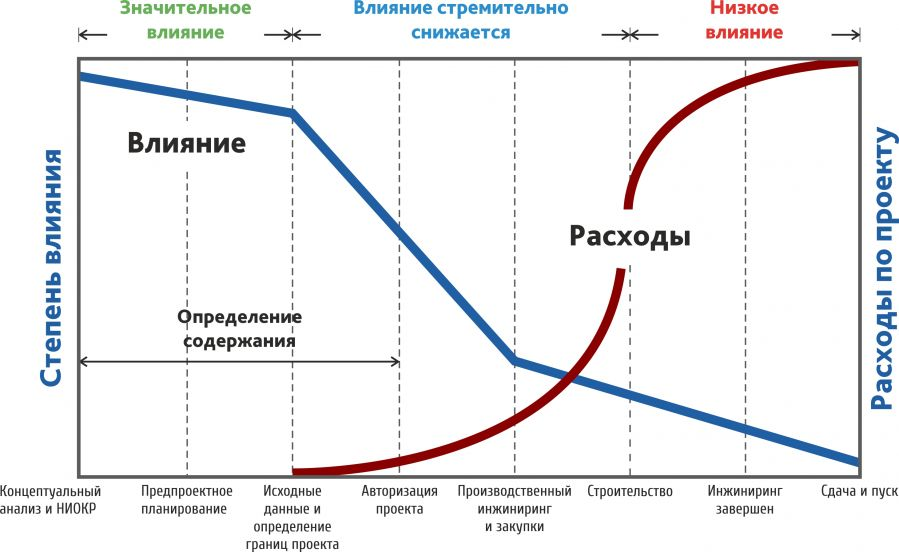 Значительное
влияние
Влияние стремительно
снижается
Низкое
влияние
Степень влияния
Влияние
Расходы
Определение
содержания
Расходы по проекту
Концептуальный
анализ и НИОКР
Предпроектное
планирование
Исходные
данные и
определение
границ проекта
Авторизация
проекта
Производственный
инжиниринг
и закупки
Строительство
Инжиниринг
завершен
Сдача и пуск